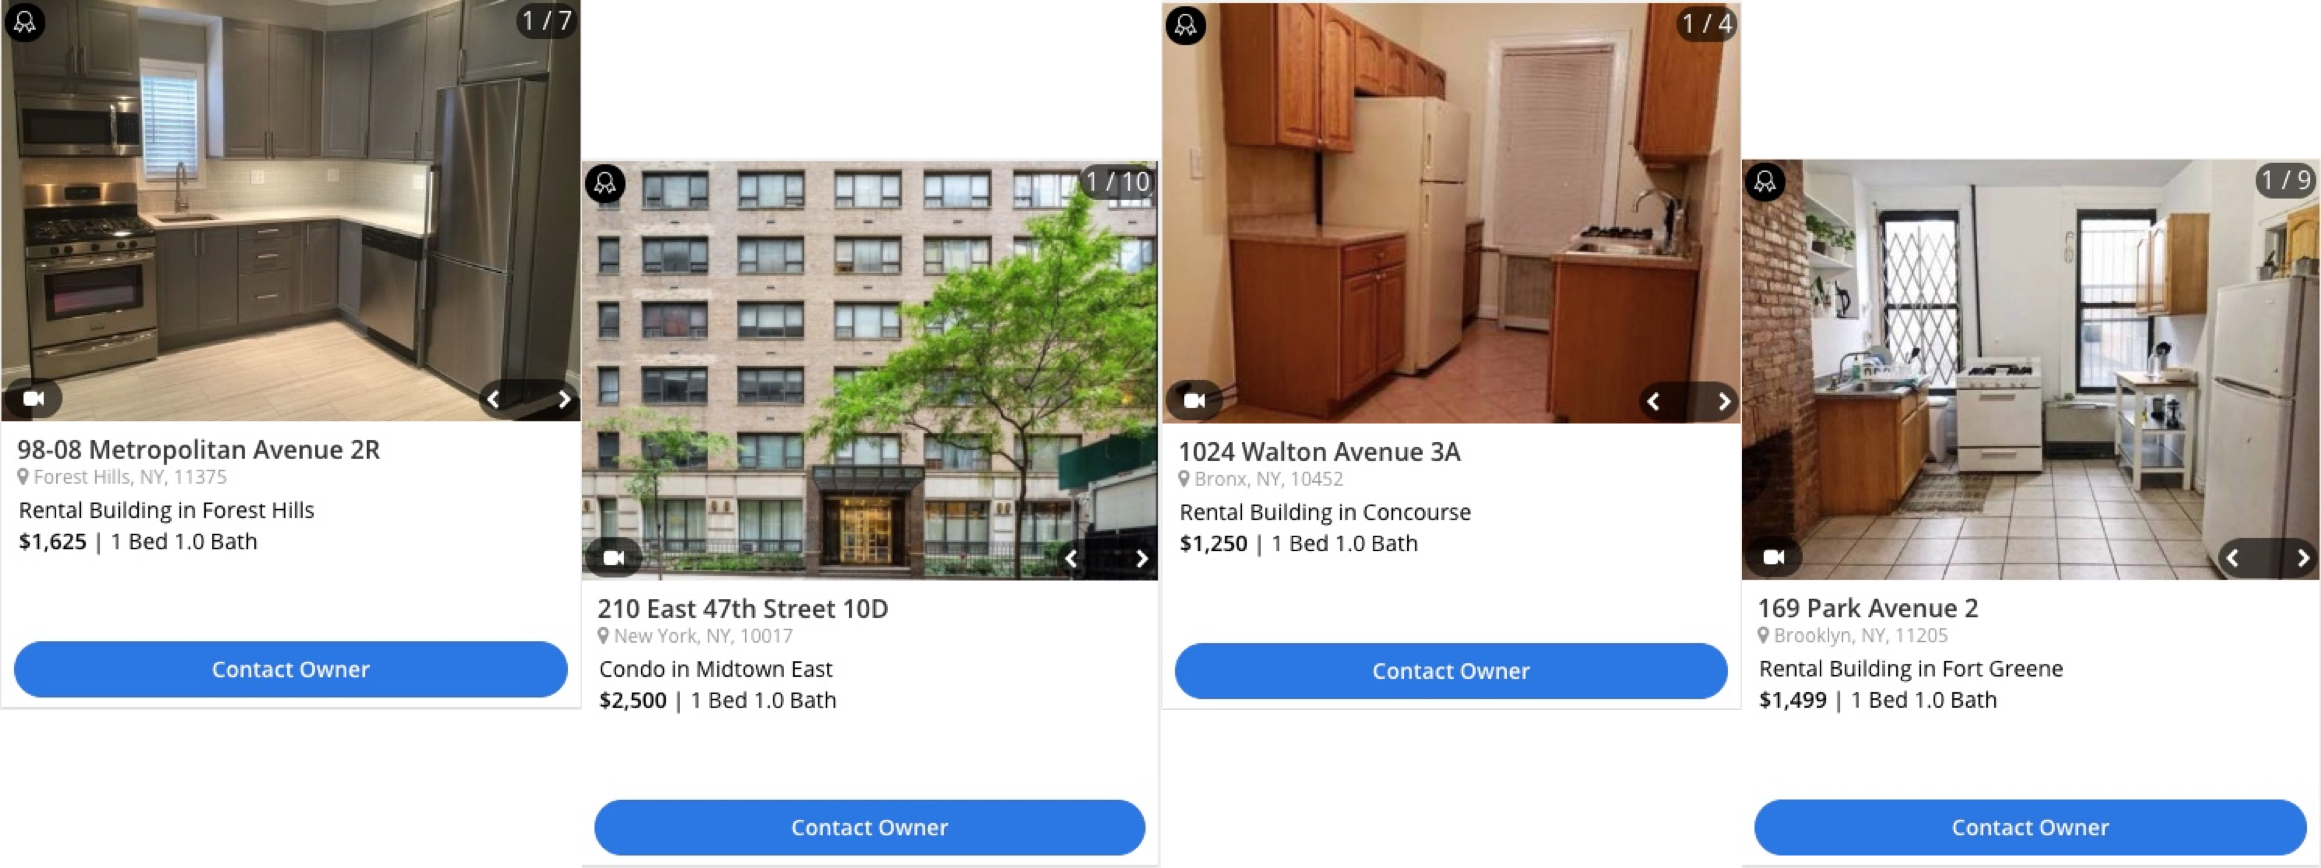 1 / 7
98-08 Metropolitan Avenue 2R
Forest Hills, NY, 11375
Rental Building in Forest Hills
$1,625 | 1 Bed 1.0 Bath
Contact Owner
1 / 10
210 East 47th Street 10D
New York, NY, 10017
Condo in Midtown East
$2,500 | 1 Bed 1.0 Bath
Contact Owner
1 / 4
1024 Walton Avenue 3A
Bronx, NY, 10452
Rental Building in Concourse
$1,250 | 1 Bed 1.0 Bath
Contact Owner
1 / 9
169 Park Avenue 2
Brooklyn, NY, 11205
Rental Building in Fort Greene
$1,499 | 1 Bed 1.0 Bath
Contact Owner